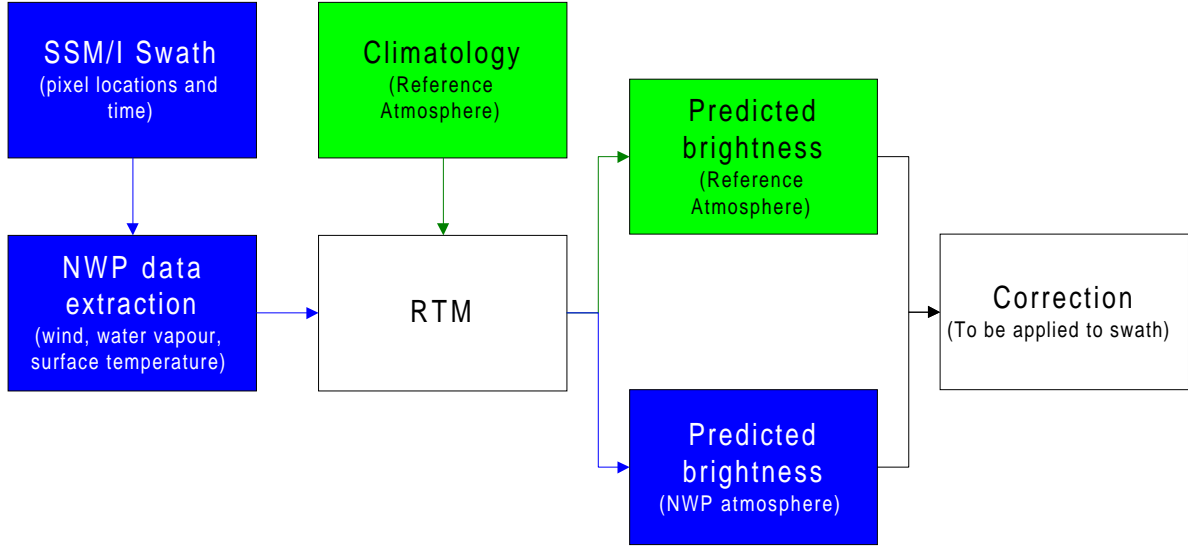 SSM/I Swath
(pixel locations and
time)
Climatology
(Reference
Atmosphere)
Predicted
brightness
(Reference
Atmosphere)
NWP data
extraction
(wind, water vapour,
surface temperature)
RTM
Correction
(To be applied to swath)
Predicted
brightness
(NWP atmosphere)